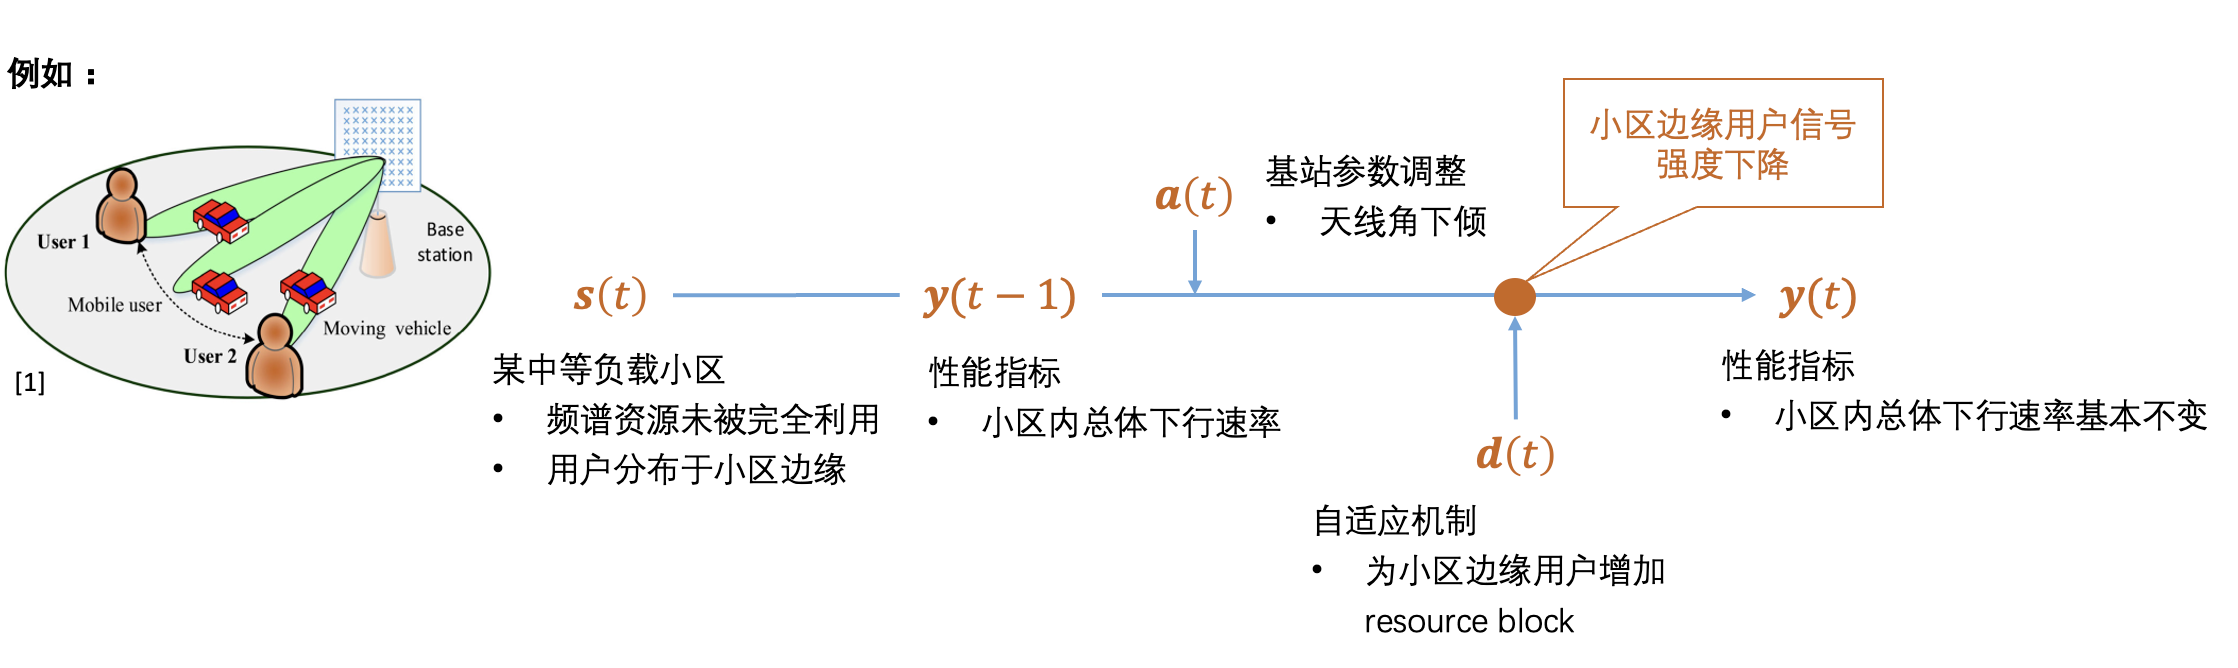 例如：
User 1
Base
station
Mobile user
Moving vehicle
User 2
[1]
s(t)
某中等负载小区
• 频谱资源未被完全利用
• 用户分布于小区边缘
y(t − 1)
性能指标
• 小区内总体下行速率
a(t)
基站参数调整
• 天线角下倾
小区边缘用户信号
强度下降
d(t)
自适应机制
• 为小区边缘用户增加
resource block
y(t)
性能指标
• 小区内总体下行速率基本不变